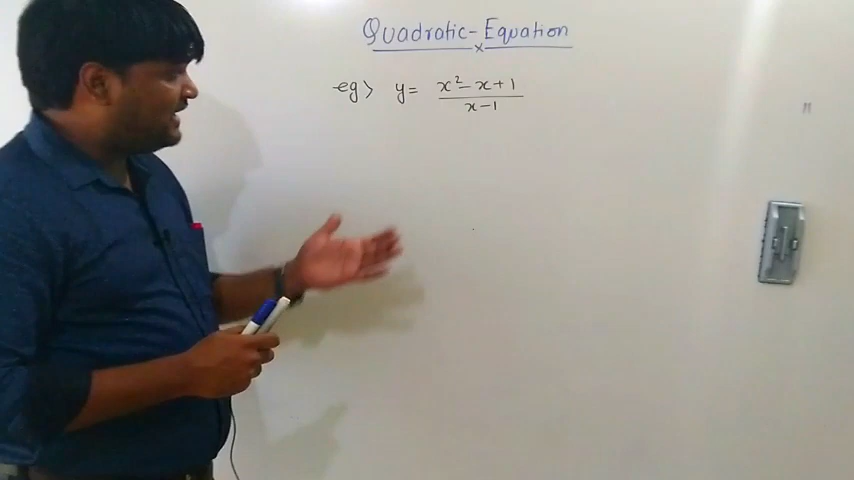 Quadratic-Equation
x
eg> y = x² - x + 1
x - 1